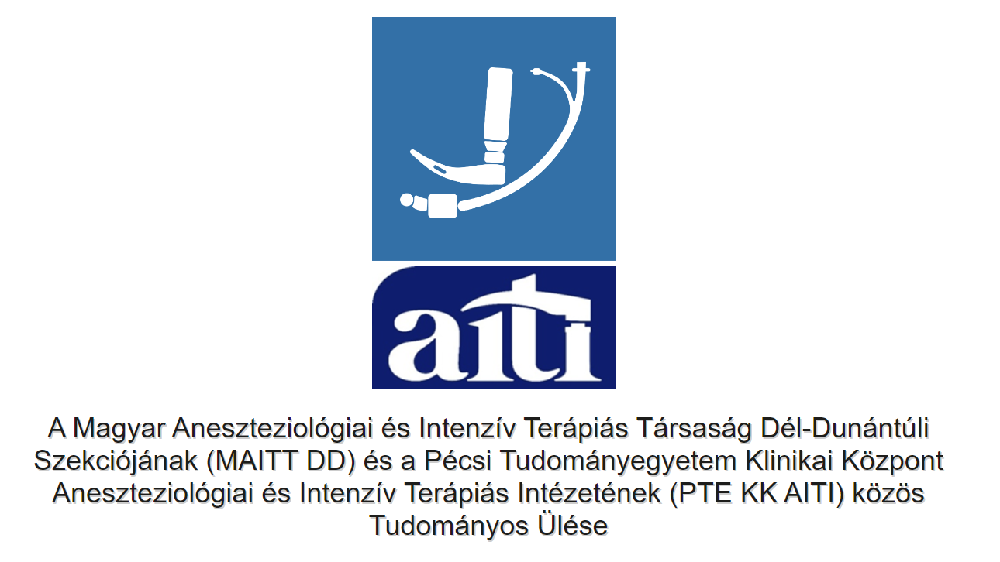 aiti
A Magyar Aneszteziológiai és Intenzív Terápiás Társaság Dél-Dunántúli
Szekciójának (MAITT DD) és a Pécsi Tudományegyetem Klinikai Központ
Aneszteziológiai és Intenzív Terápiás Intézetének (PTE KK AITI) közös
Tudományos Ülése